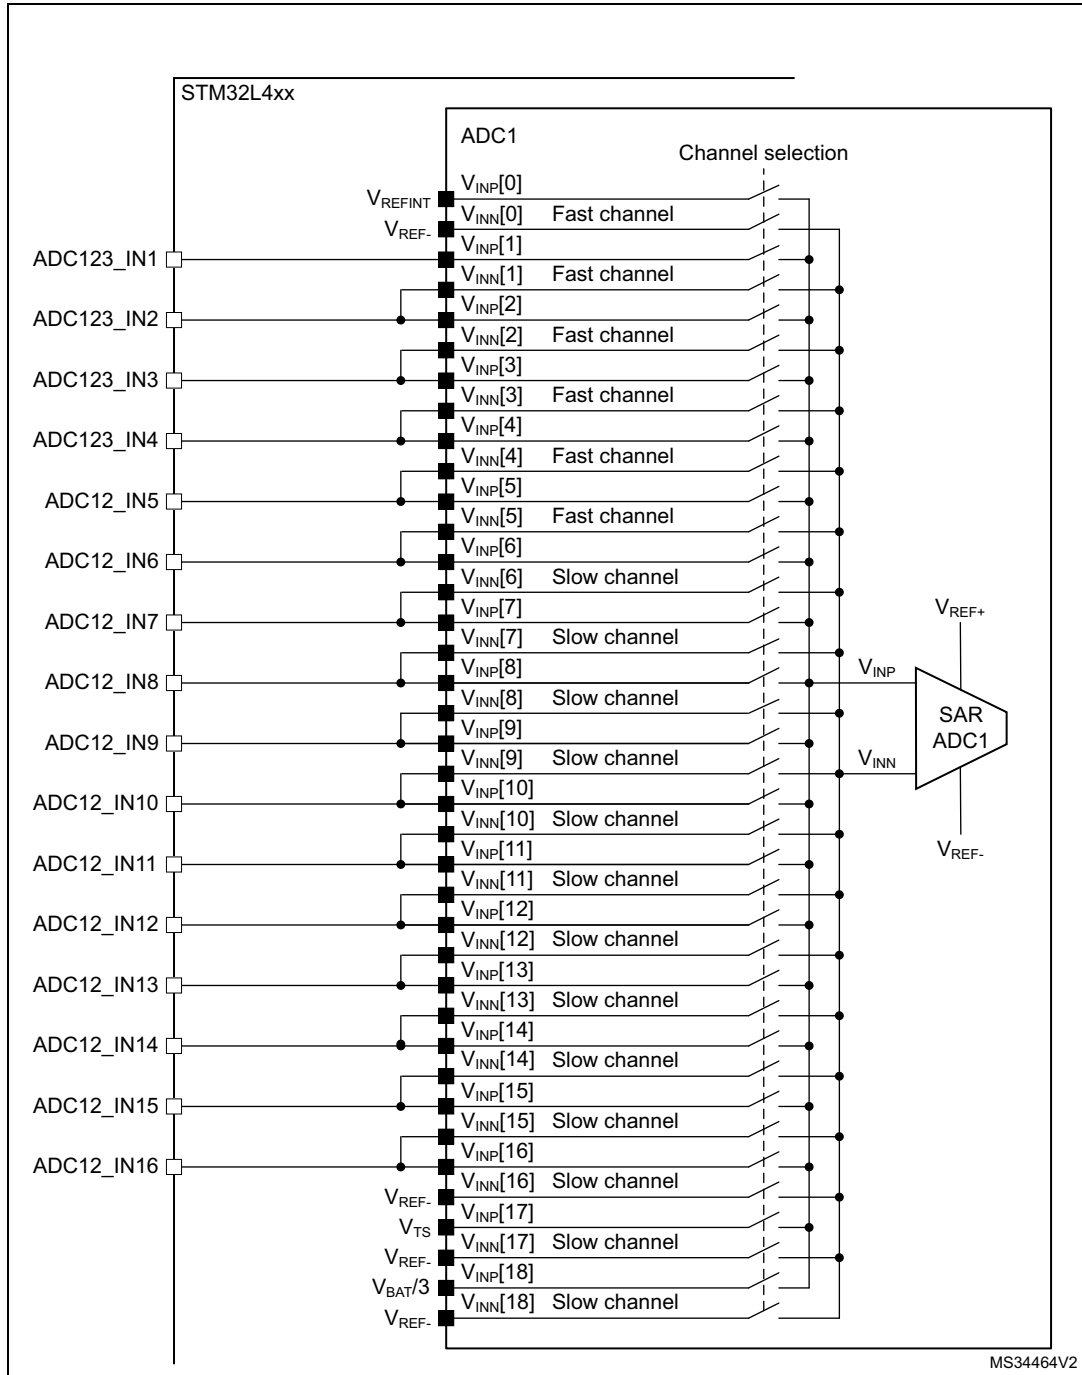 STM32L4xx
ADC1
Channel selection
VREFINT
VINP[0]
VREF-
VINN[0] Fast channel
ADC123_IN1
VINP[1]
VINN[1] Fast channel
ADC123_IN2
VINP[2]
VINN[2] Fast channel
ADC123_IN3
VINP[3]
VINN[3] Fast channel
ADC123_IN4
VINP[4]
VINN[4] Fast channel
ADC12_IN5
VINP[5]
VINN[5] Fast channel
ADC12_IN6
VINP[6]
VINN[6] Slow channel
ADC12_IN7
VINP[7]
VINN[7] Slow channel
ADC12_IN8
VINP[8]
VINN[8] Slow channel
ADC12_IN9
VINP[9]
VINN[9] Slow channel
ADC12_IN10
VINP[10]
VINN[10] Slow channel
ADC12_IN11
VINP[11]
VINN[11] Slow channel
ADC12_IN12
VINP[12]
VINN[12] Slow channel
ADC12_IN13
VINP[13]
VINN[13] Slow channel
ADC12_IN14
VINP[14]
VINN[14] Slow channel
ADC12_IN15
VINP[15]
VINN[15] Slow channel
ADC12_IN16
VINP[16]
VREF-
VINN[16] Slow channel
VTS
VINP[17]
VREF-
VINN[17] Slow channel
VBAT/3
VINP[18]
VREF-
VINN[18] Slow channel
VREF+
VINP
SAR
ADC1
VINN
VREF-
MS34464V2